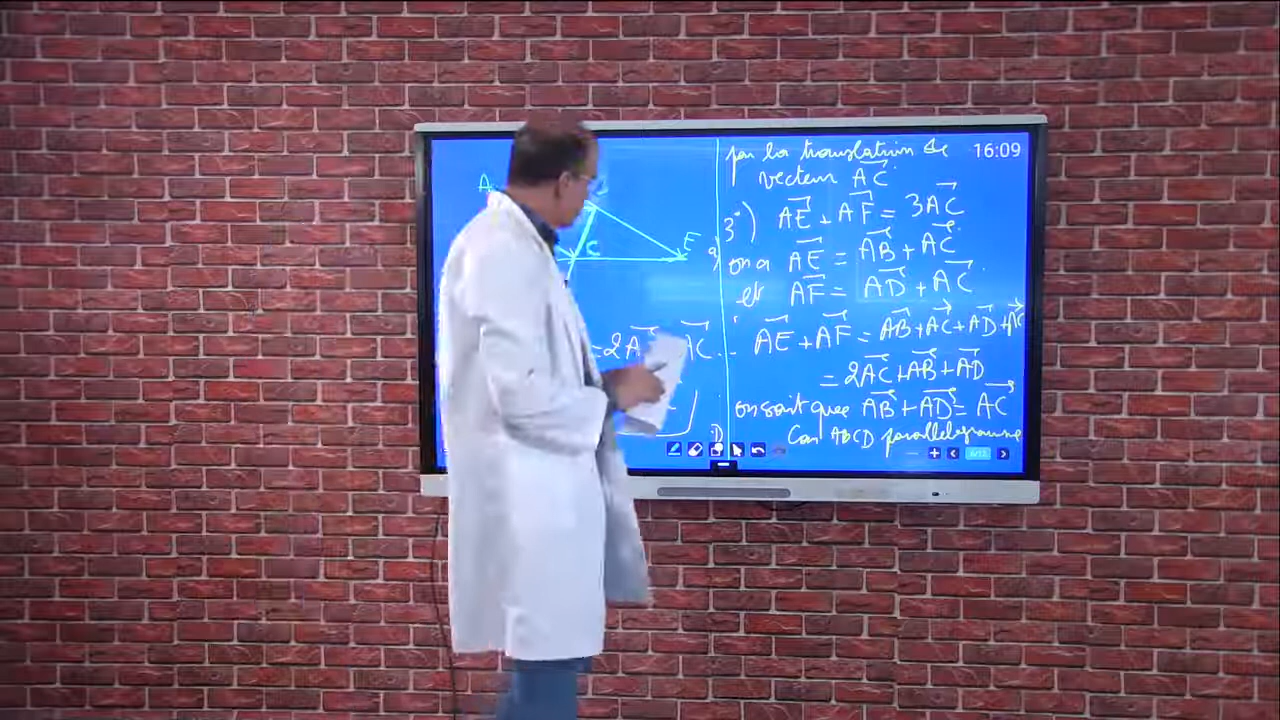 A
C
E
par la translation de
vecteur AC⃗
16:09
3°) AE⃗ + AF⃗ = 3AC⃗
on a AE⃗ = AB⃗ + AC⃗
et AF⃗ = AD⃗ + AC⃗
AE⃗ + AF⃗ = AB⃗ + AC⃗ + AD⃗ + AC⃗
= 2AC⃗ + AB⃗ + AD⃗
on sait que AB⃗ + AD⃗ = AC⃗
Car ABCD parallélogramme